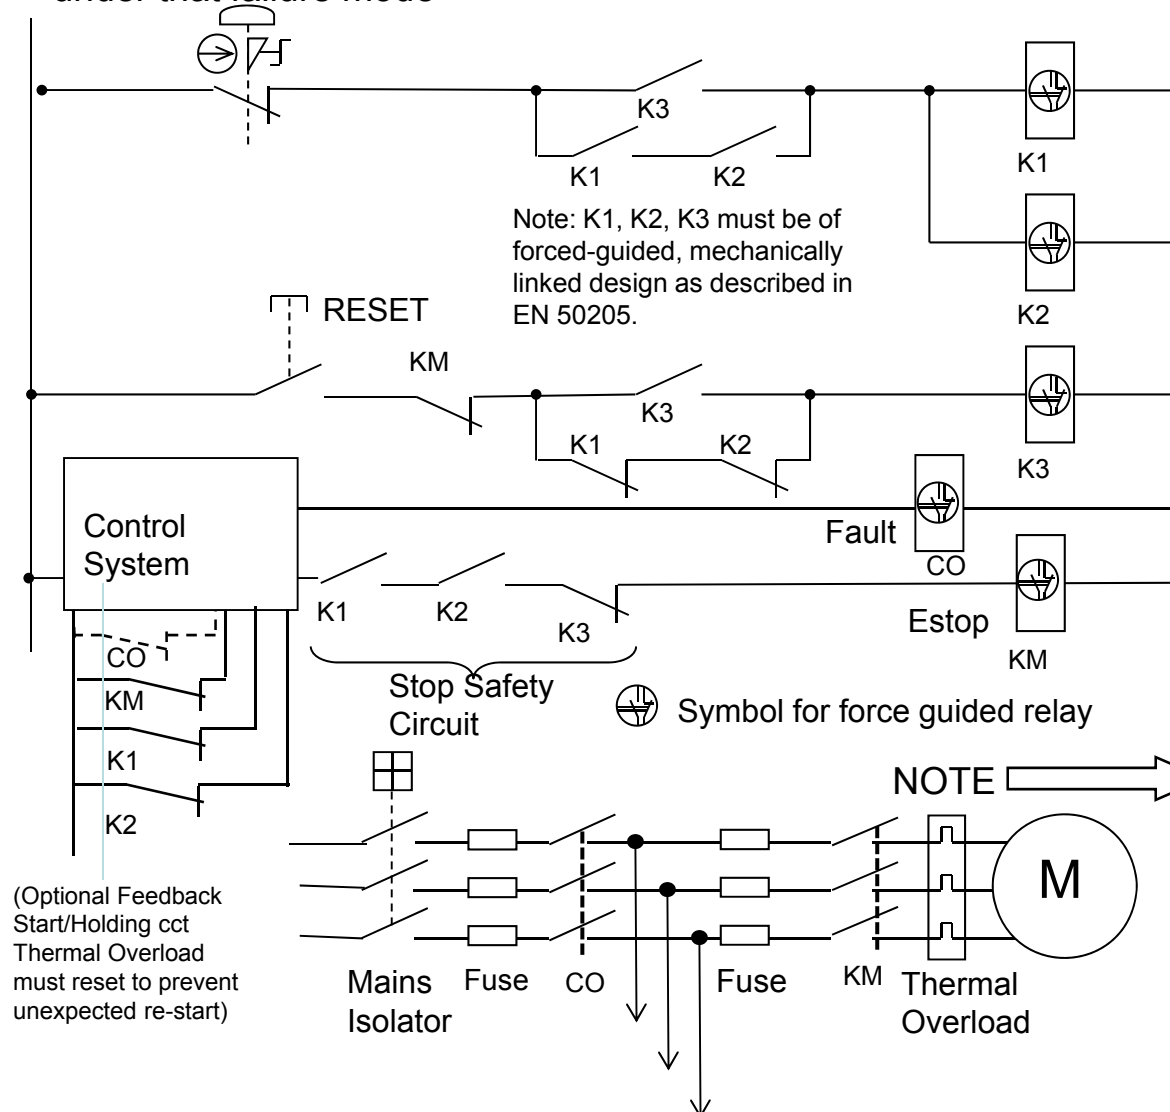 under that failure mode
K3
K1
K2
K1
Note: K1, K2, K3 must be of
forced-guided, mechanically
linked design as described in
EN 50205.
K2
RESET
KM
K3
K1
K2
K3
Control
System
Fault
CO
K1
K2
K3
Estop
KM
CO
KM
K1
K2
Stop Safety
Circuit
Symbol for force guided relay
NOTE
M
(Optional Feedback
Start/Holding cct
Thermal Overload
must reset to prevent
unexpected re-start)
Mains
Isolator
Fuse
CO
Fuse
KM
Thermal
Overload